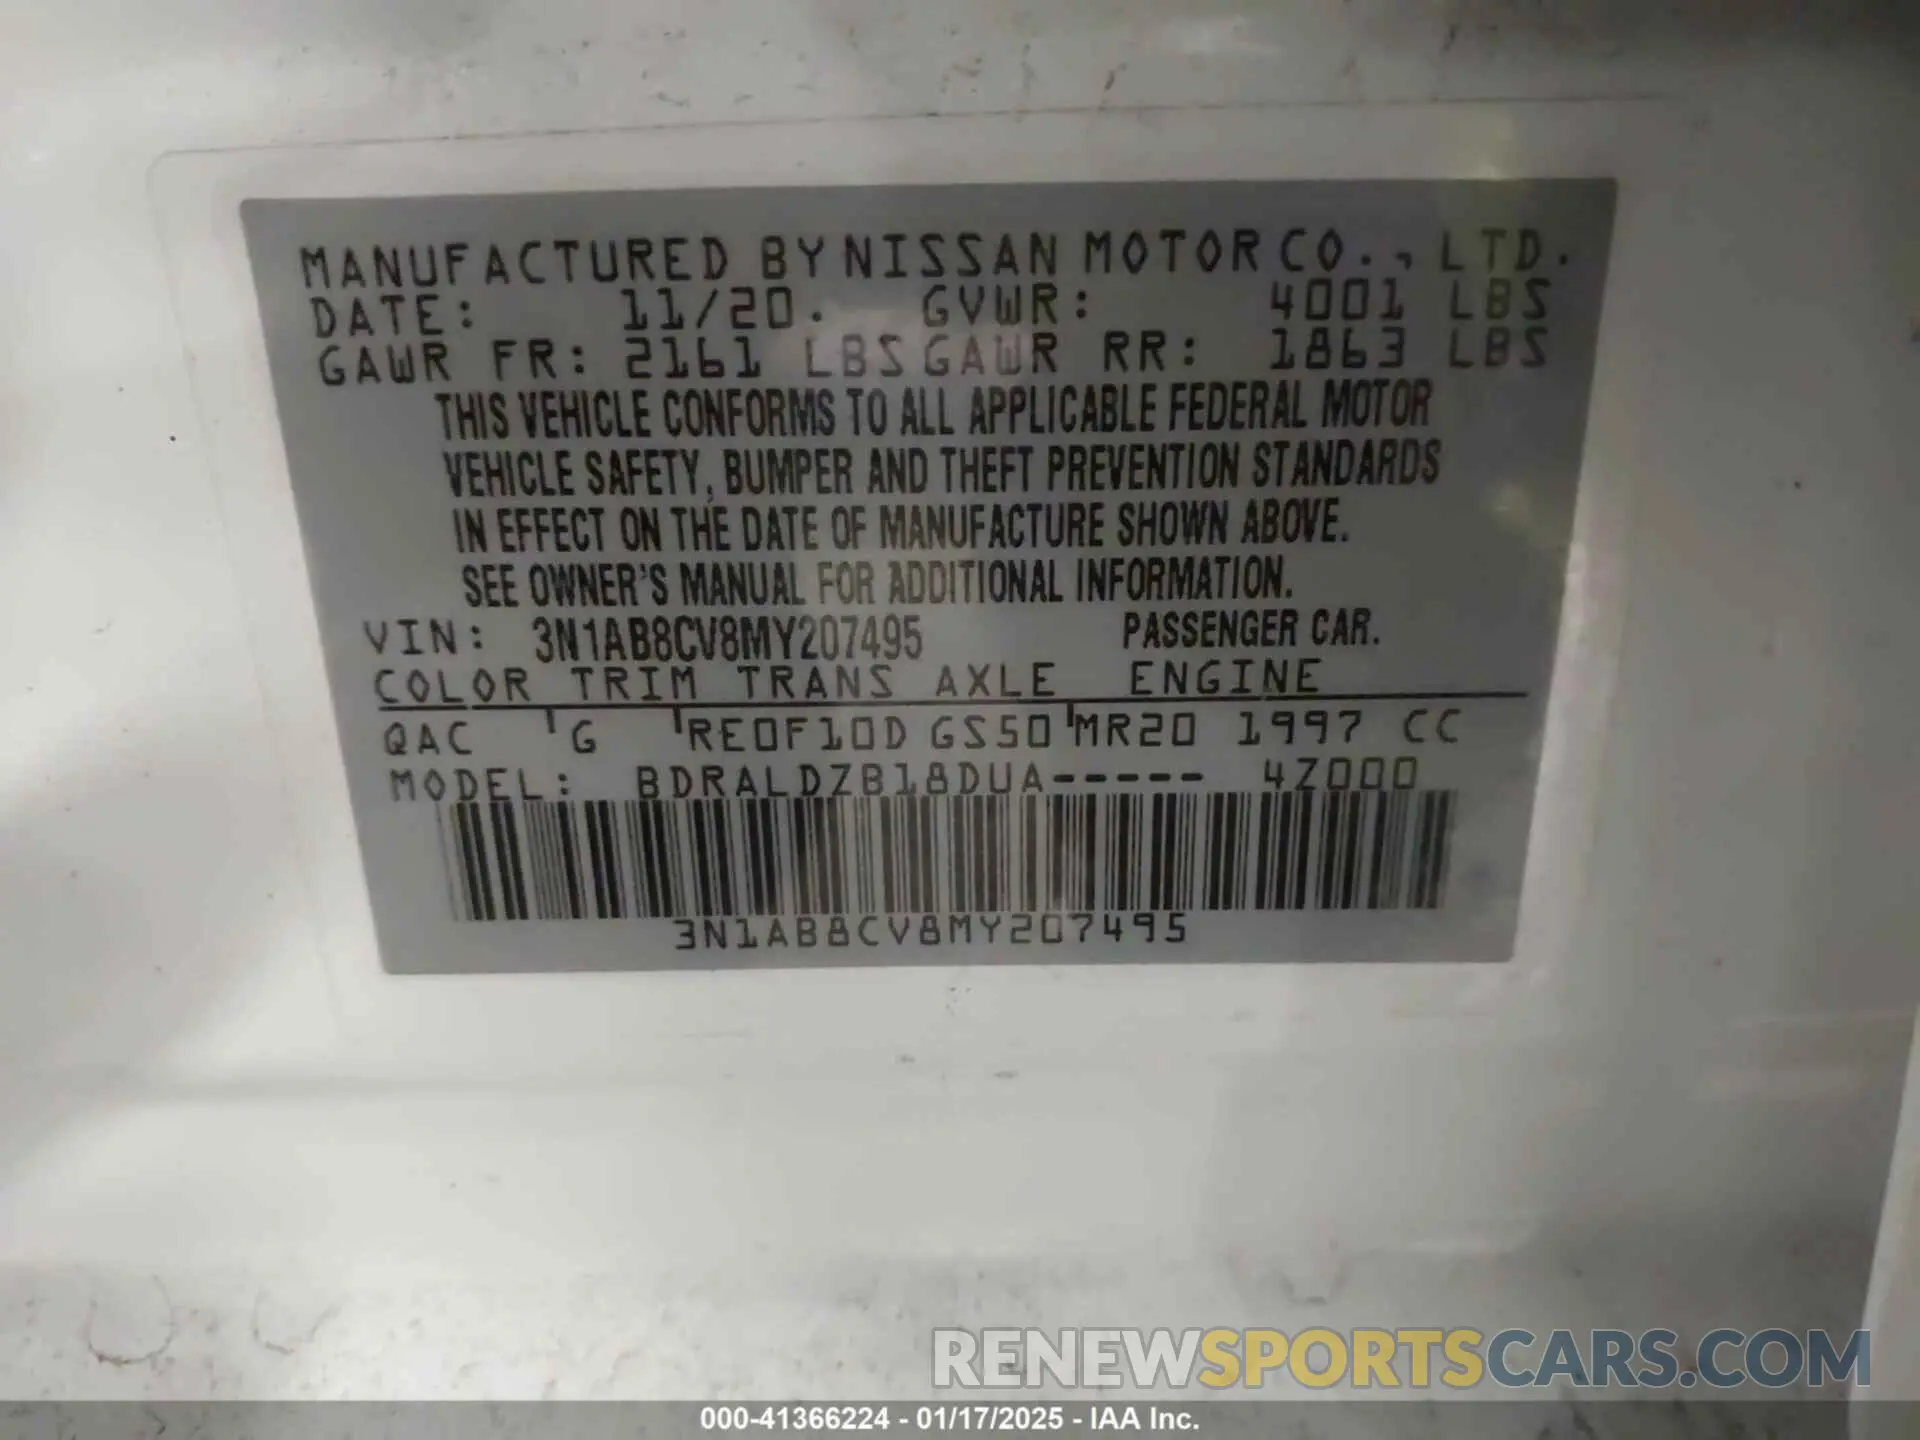 MANUFACTURED BY NISSAN MOTOR CO., LTD.
DATE: 11/20. GVWR: 4001 LBS
GAWR FR: 2161 LBS GAWR RR: 1863 LBS
THIS VEHICLE CONFORMS TO ALL APPLICABLE FEDERAL MOTOR
VEHICLE SAFETY, BUMPER AND THEFT PREVENTION STANDARDS
IN EFFECT ON THE DATE OF MANUFACTURE SHOWN ABOVE.
SEE OWNER'S MANUAL FOR ADDITIONAL INFORMATION.
VIN: 3N1AB8CV8MY207495 PASSENGER CAR.
COLOR TRIM TRANS AXLE ENGINE
QAC G RE0F10D GS50 MR20 1997 CC
MODEL: BDRALDZB18DUA----- 4Z000
3N1AB8CV8MY207495
RENEWSPORTSCARS.COM
000-41366224 - 01/17/2025 - IAA Inc.